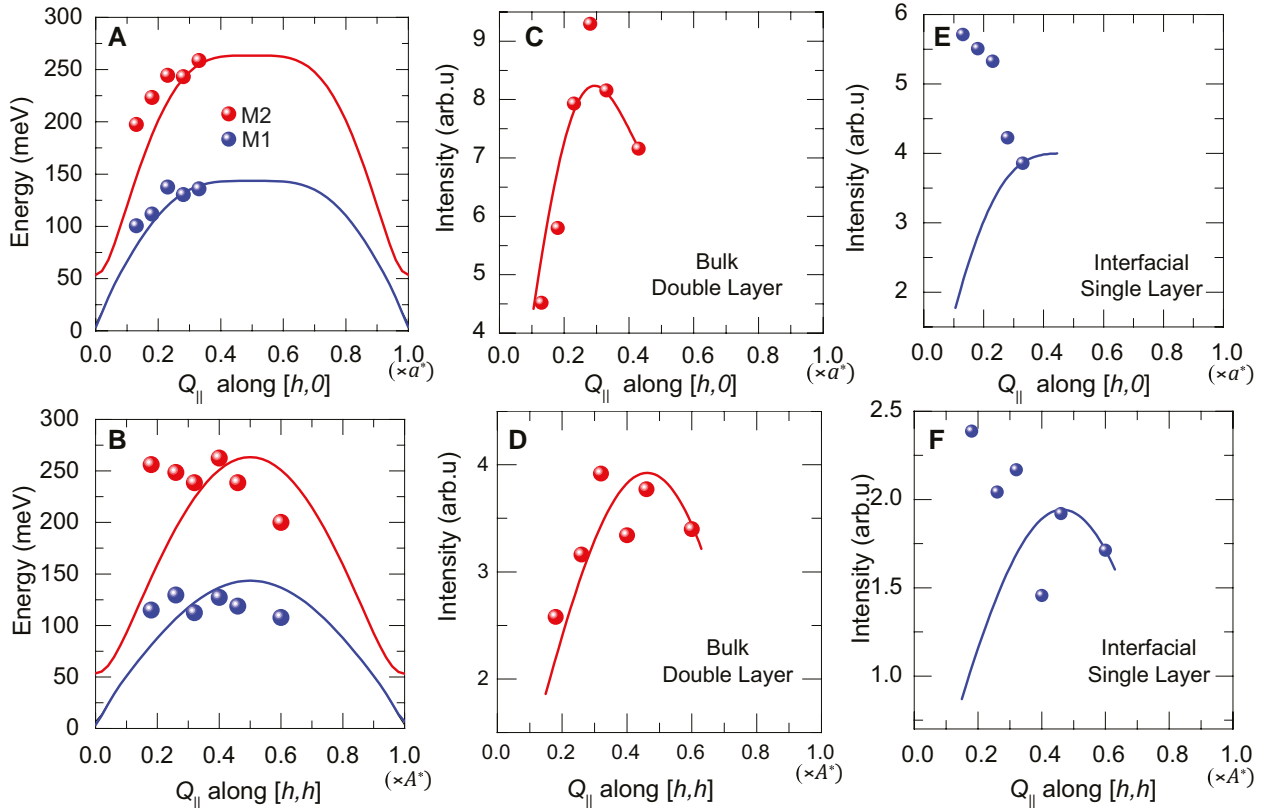 A
Energy (meV)
300
250
200
150
100
50
0
M2
M1
0.0 0.2 0.4 0.6 0.8 1.0
(×a*)
Q|| along [h,0]
C
Intensity (arb.u)
9
8
7
6
5
4
Bulk
Double Layer
0.0 0.2 0.4 0.6 0.8 1.0
(×a*)
Q|| along [h,0]
E
Intensity (arb.u)
6
5
4
3
2
Interfacial
Single Layer
0.0 0.2 0.4 0.6 0.8 1.0
(×a*)
Q|| along [h,0]
B
Energy (meV)
300
250
200
150
100
50
0
0.0 0.2 0.4 0.6 0.8 1.0
(×A*)
Q|| along [h,h]
D
Intensity (arb.u)
4
3
2
Bulk
Double Layer
0.0 0.2 0.4 0.6 0.8 1.0
(×A*)
Q|| along [h,h]
F
Intensity (arb.u)
2.5
2.0
1.5
1.0
Interfacial
Single Layer
0.0 0.2 0.4 0.6 0.8 1.0
(×A*)
Q|| along [h,h]